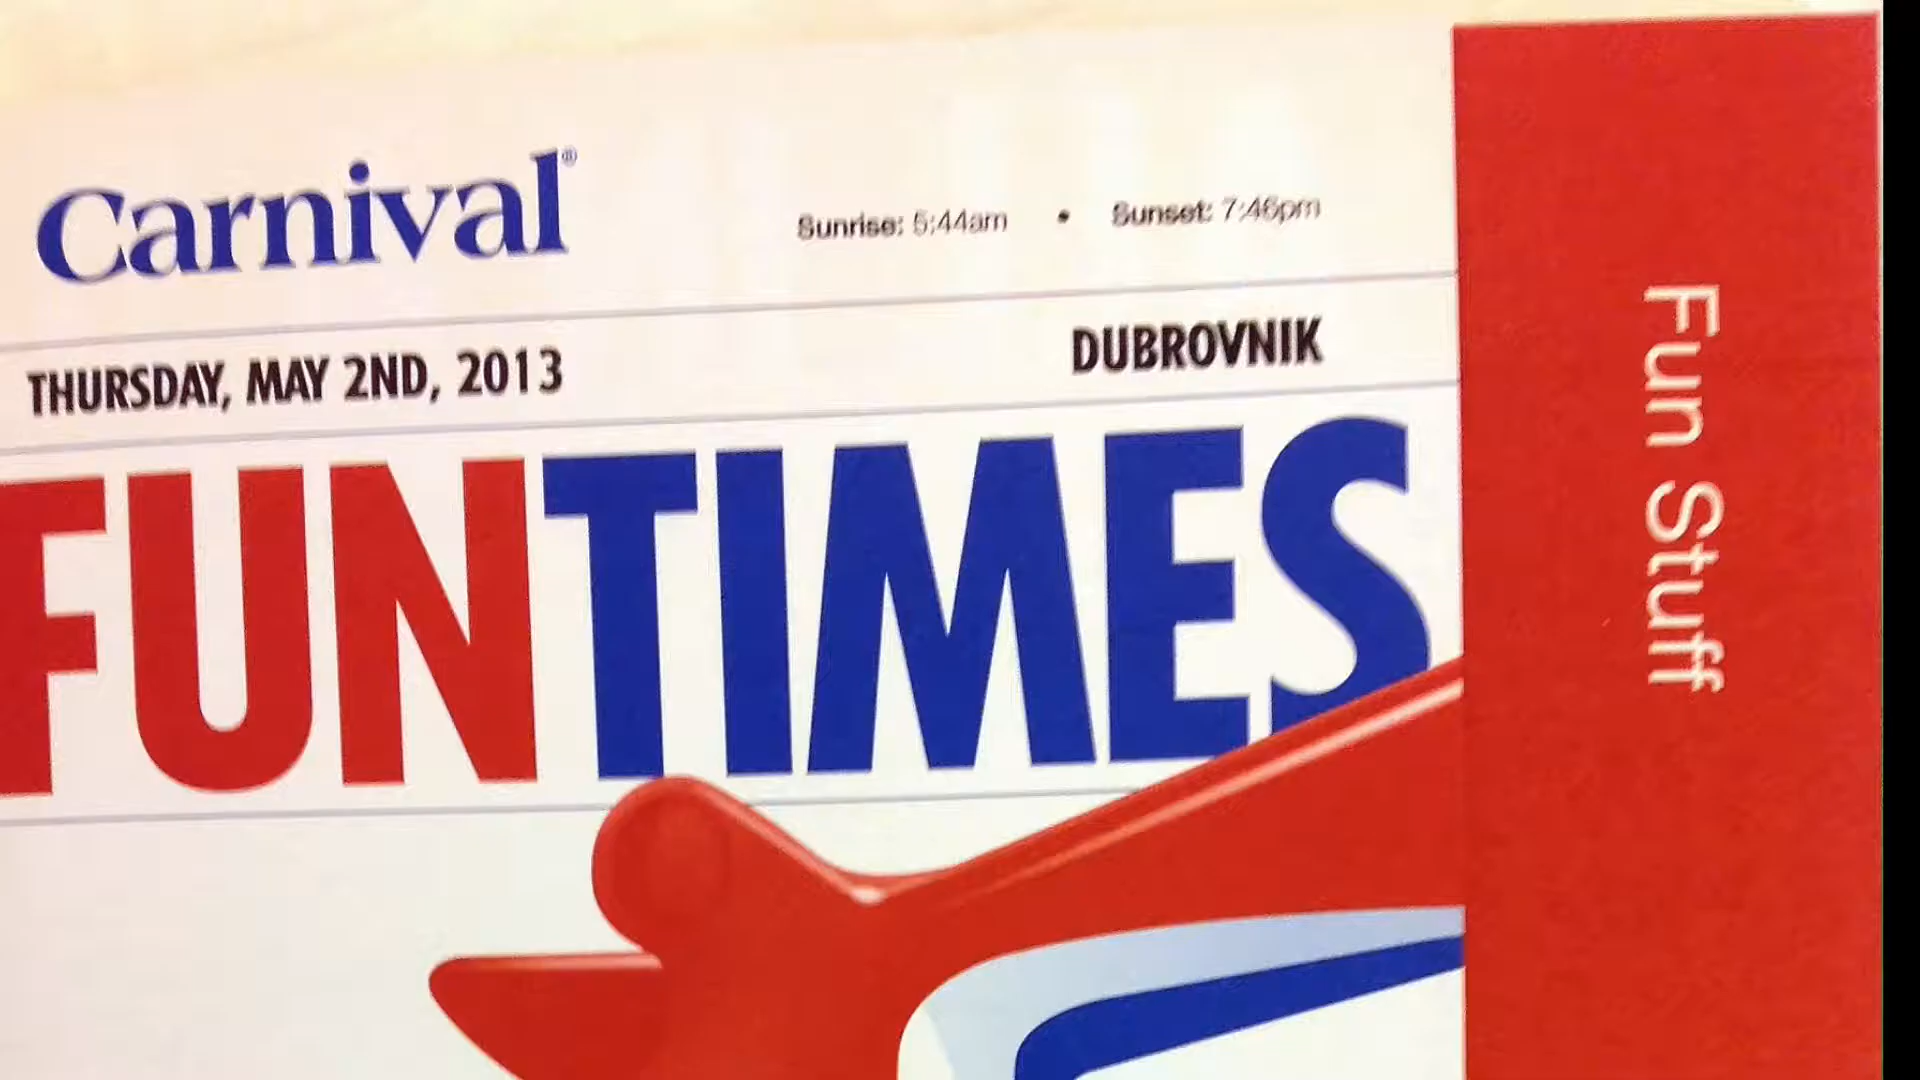 Carnival®
Sunrise: 5:44am • Sunset: 7:46pm
THURSDAY, MAY 2ND, 2013 DUBROVNIK
FUNTIMES
Fun Stuff